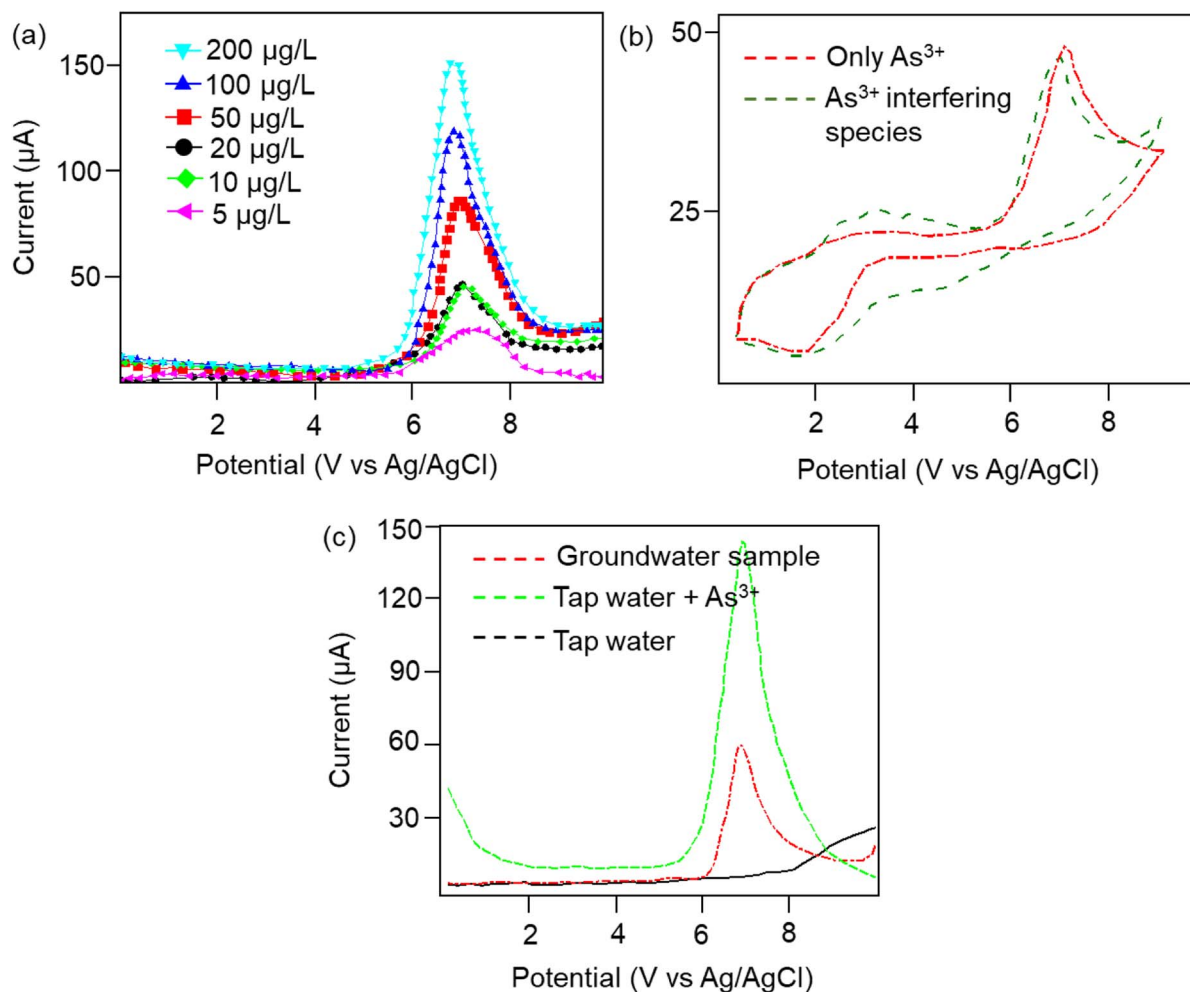 (a)
200 µg/L
100 µg/L
50 µg/L
20 µg/L
10 µg/L
5 µg/L
150
100
50
Current (µA)
2 4 6 8
Potential (V vs Ag/AgCl)
(b)
Only As³⁺
As³⁺ interfering
species
50
25
2 4 6 8
Potential (V vs Ag/AgCl)
(c)
Groundwater sample
Tap water + As³⁺
Tap water
150
120
90
60
30
Current (µA)
2 4 6 8
Potential (V vs Ag/AgCl)